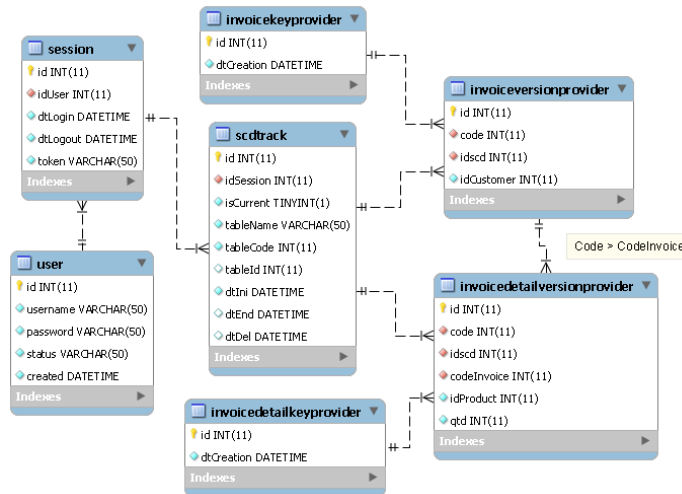 session
id INT(11)
idUser INT(11)
dtLogin DATETIME
dtLogout DATETIME
token VARCHAR(50)
Indexes
user
id INT(11)
username VARCHAR(50)
password VARCHAR(50)
status VARCHAR(50)
created DATETIME
Indexes
invoicekeyprovider
id INT(11)
dtCreation DATETIME
Indexes
scdtrack
id INT(11)
idSession INT(11)
isCurrent TINYINT(1)
tableName VARCHAR(50)
tableCode INT(11)
tableId INT(11)
dtIni DATETIME
dtEnd DATETIME
dtDel DATETIME
Indexes
invoicedetailkeyprovider
id INT(11)
dtCreation DATETIME
Indexes
invoiceversionprovider
id INT(11)
code INT(11)
idscd INT(11)
idCustomer INT(11)
Indexes
Code > CodeInvoice
invoicedetailversionprovider
id INT(11)
code INT(11)
idscd INT(11)
codeInvoice INT(11)
idProduct INT(11)
qtd INT(11)
Indexes